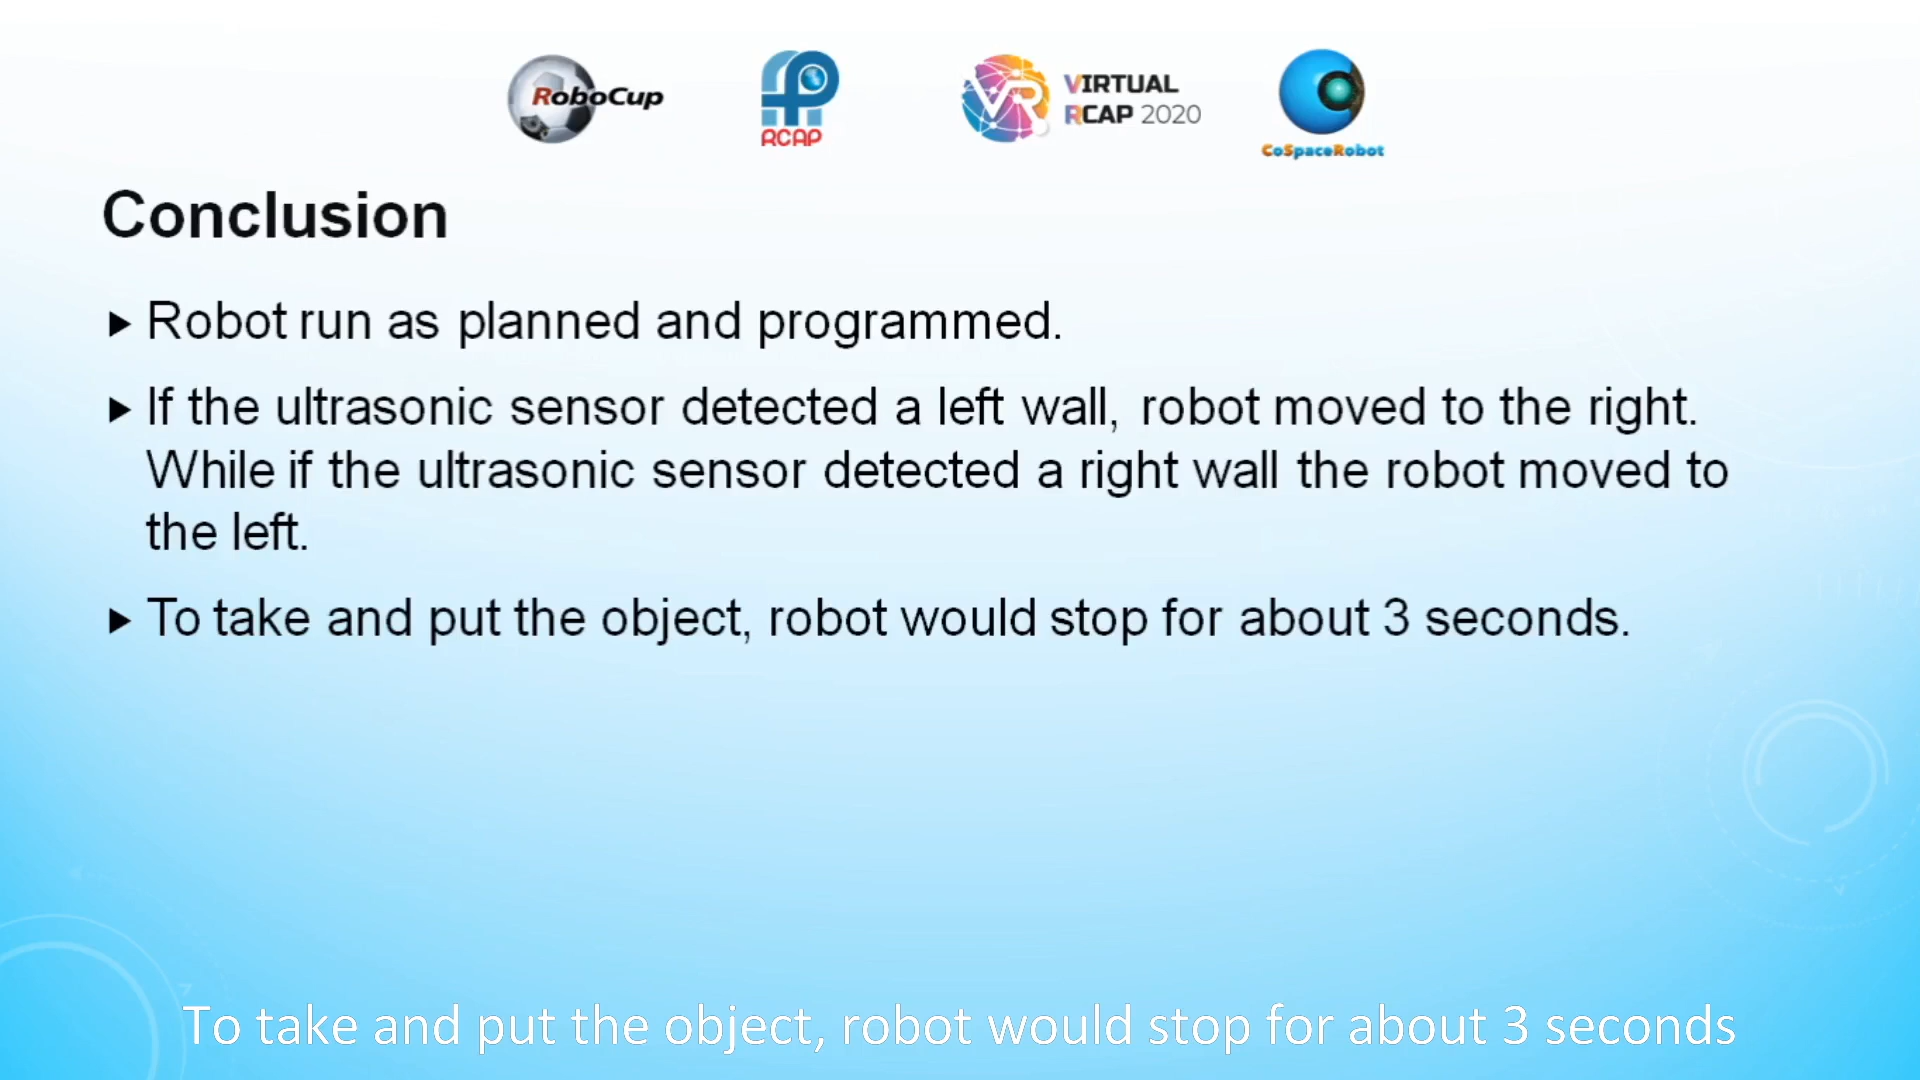 RoboCup
RCAP
VR
VIRTUAL
RCAP 2020
CoSpaceRobot
Conclusion
Robot run as planned and programmed.
If the ultrasonic sensor detected a left wall, robot moved to the right.
While if the ultrasonic sensor detected a right wall the robot moved to
the left.
To take and put the object, robot would stop for about 3 seconds.
To take and put the object, robot would stop for about 3 seconds